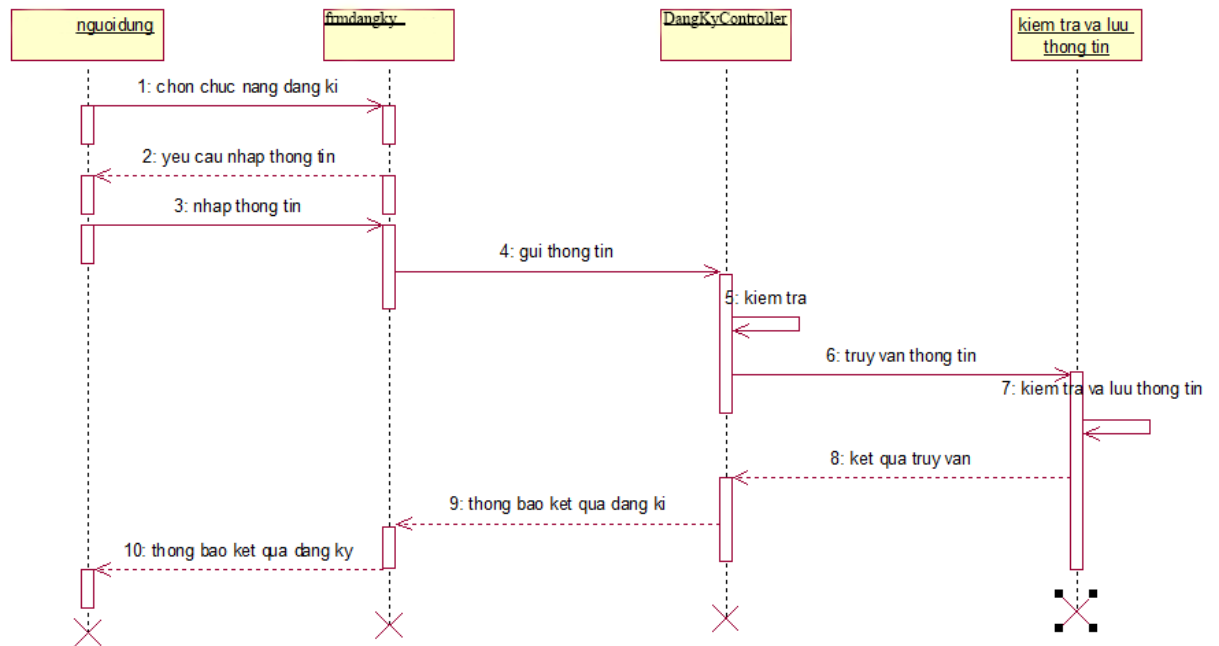 nguoidung
frmdangky
DangKyController
kiem tra va luu
thong tin
1: chon chuc nang dang ki
2: yeu cau nhap thong tin
3: nhap thong tin
4: gui thong tin
5: kiem tra
6: truy van thong tin
7: kiem tra va luu thong tin
8: ket qua truy van
9: thong bao ket qua dang ki
10: thong bao ket qua dang ky